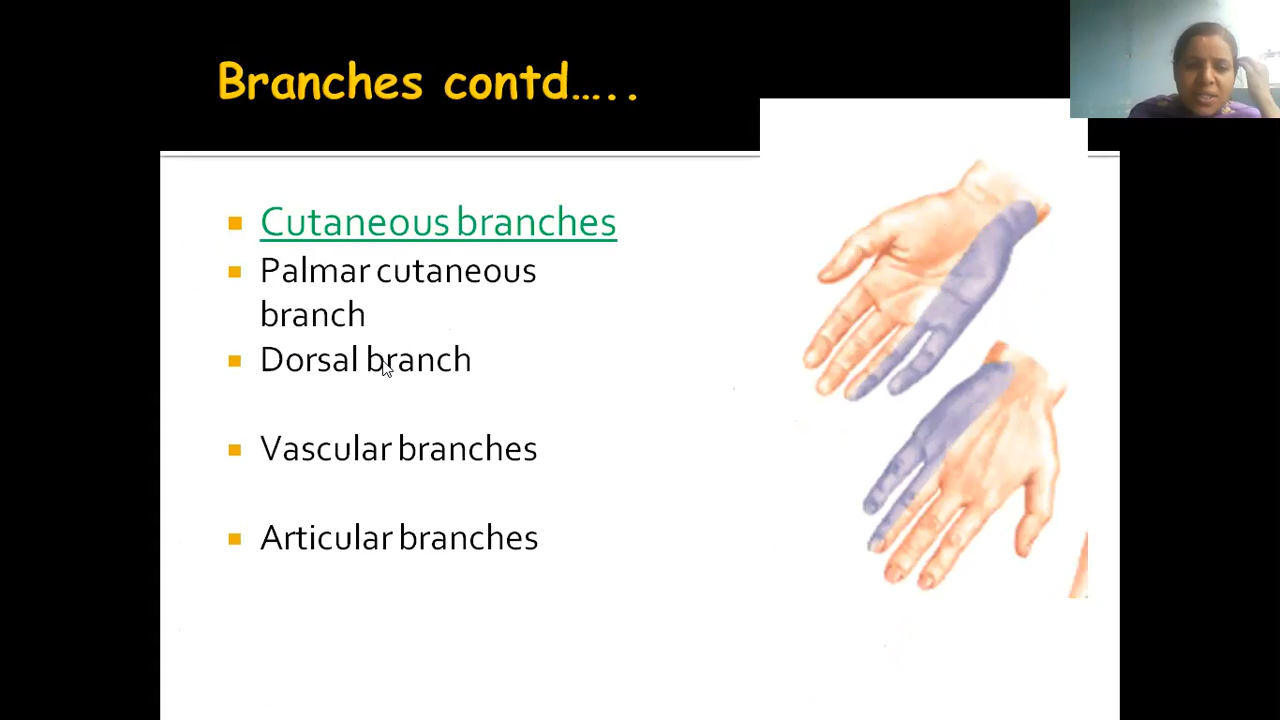 Branches contd…..
Cutaneous branches
Palmar cutaneous
branch
Dorsal branch
Vascular branches
Articular branches